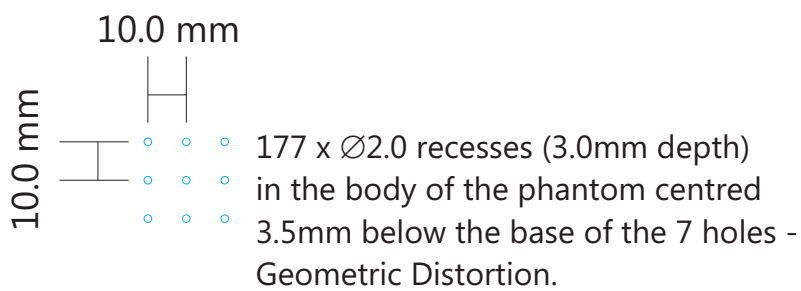 10.0 mm
10.0 mm
177 x ∅2.0 recesses (3.0mm depth)
in the body of the phantom centred
3.5mm below the base of the 7 holes -
Geometric Distortion.